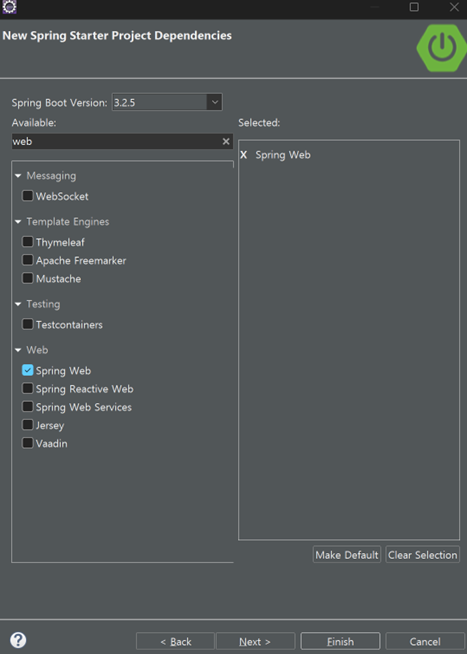 New Spring Starter Project Dependencies
Spring Boot Version: 3.2.5
Available:
Selected:
web
X Spring Web
Messaging
WebSocket
Template Engines
Thymeleaf
Apache Freemarker
Mustache
Testing
Testcontainers
Web
Spring Web
Spring Reactive Web
Spring Web Services
Jersey
Vaadin
Make Default Clear Selection
? < Back Next > Finish Cancel